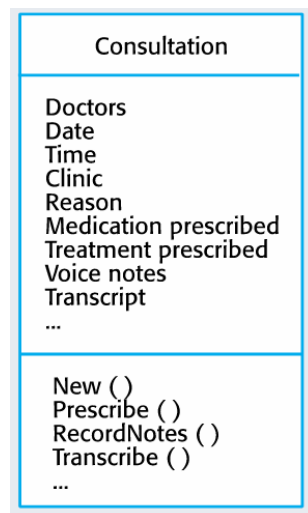 Consultation
Doctors
Date
Time
Clinic
Reason
Medication prescribed
Treatment prescribed
Voice notes
Transcript
...
New ( )
Prescribe ( )
RecordNotes ( )
Transcribe ( )
...